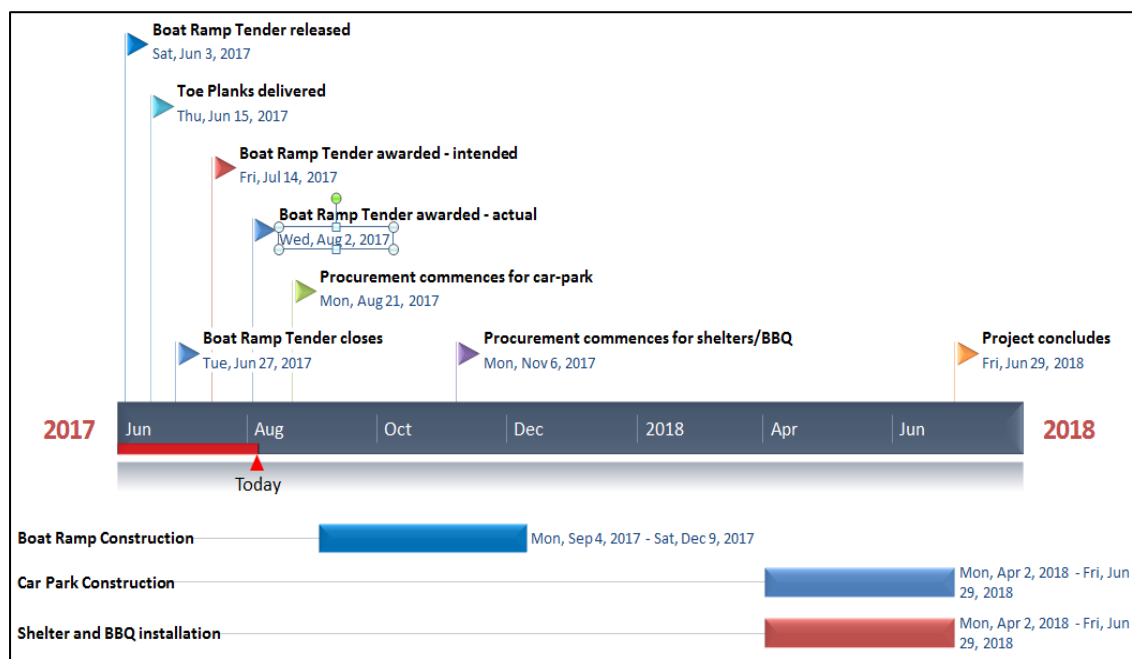 Boat Ramp Tender released
Sat, Jun 3, 2017
Toe Planks delivered
Thu, Jun 15, 2017
Boat Ramp Tender awarded - intended
Fri, Jul 14, 2017
Boat Ramp Tender awarded - actual
Wed, Aug 2, 2017
Procurement commences for car-park
Mon, Aug 21, 2017
Boat Ramp Tender closes
Tue, Jun 27, 2017
Procurement commences for shelters/BBQ
Mon, Nov 6, 2017
Project concludes
Fri, Jun 29, 2018
2017 Jun Aug Oct Dec 2018 Apr Jun 2018
Today
Boat Ramp Construction Mon, Sep 4, 2017 - Sat, Dec 9, 2017
Car Park Construction Mon, Apr 2, 2018 - Fri, Jun
29, 2018
Shelter and BBQ installation Mon, Apr 2, 2018 - Fri, Jun
29, 2018